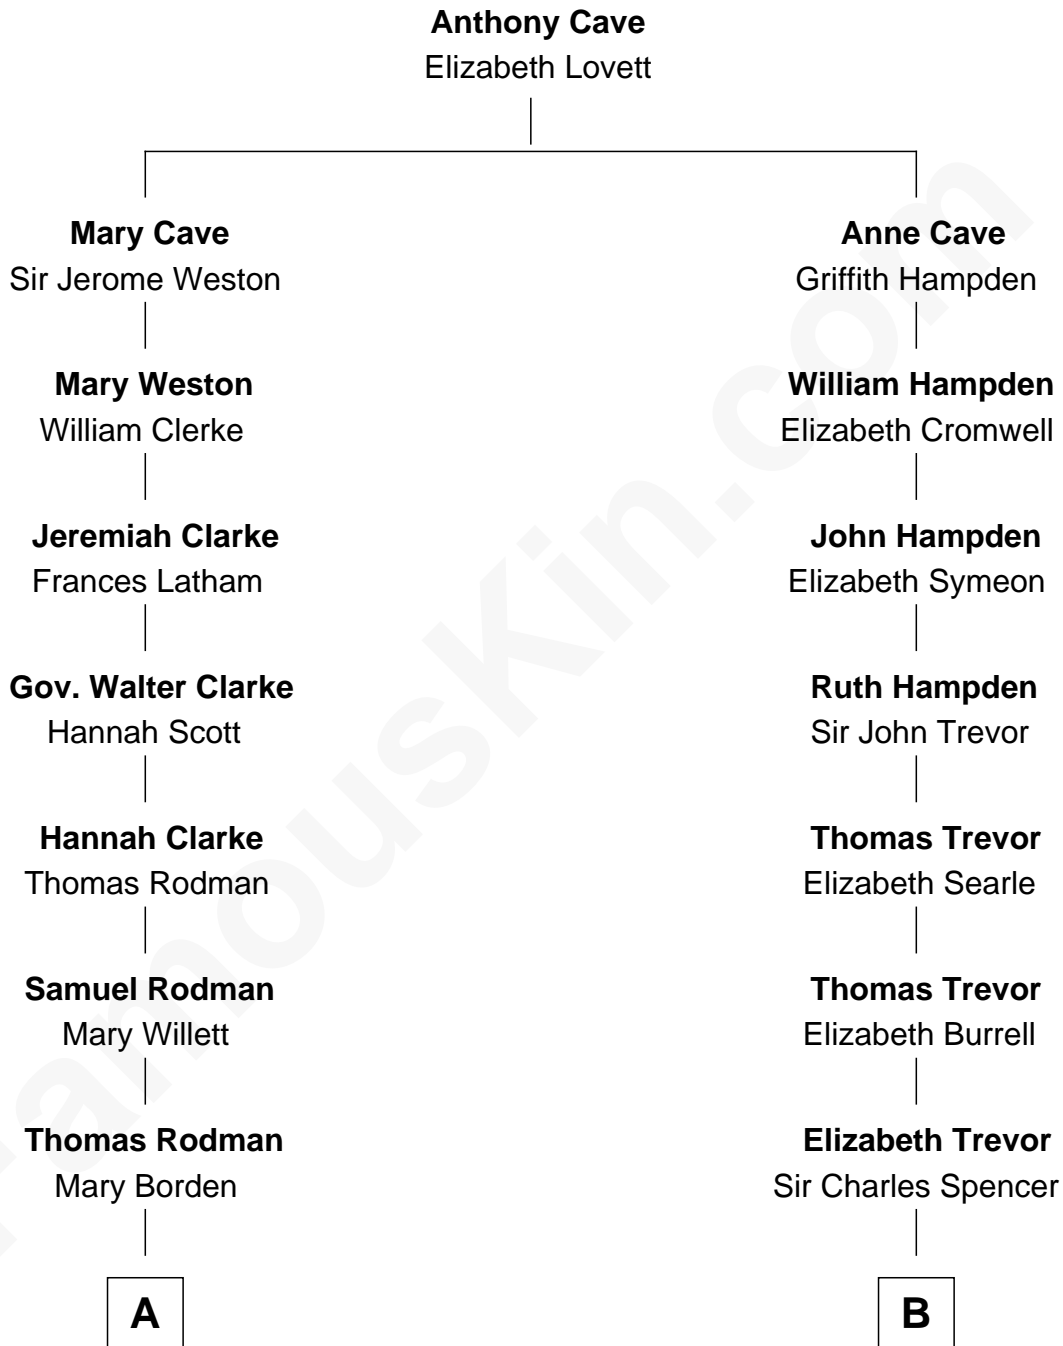 Anthony Cave
Elizabeth Lovett
Mary Cave
Sir Jerome Weston
Anne Cave
Griffith Hampden
Mary Weston
William Clerke
William Hampden
Elizabeth Cromwell
Jeremiah Clarke
Frances Latham
John Hampden
Elizabeth Symeon
Gov. Walter Clarke
Hannah Scott
Ruth Hampden
Sir John Trevor
Hannah Clarke
Thomas Rodman
Thomas Trevor
Elizabeth Searle
Samuel Rodman
Mary Willett
Thomas Trevor
Elizabeth Burrell
Thomas Rodman
Mary Borden
Elizabeth Trevor
Sir Charles Spencer
A
B
FamousKin.com